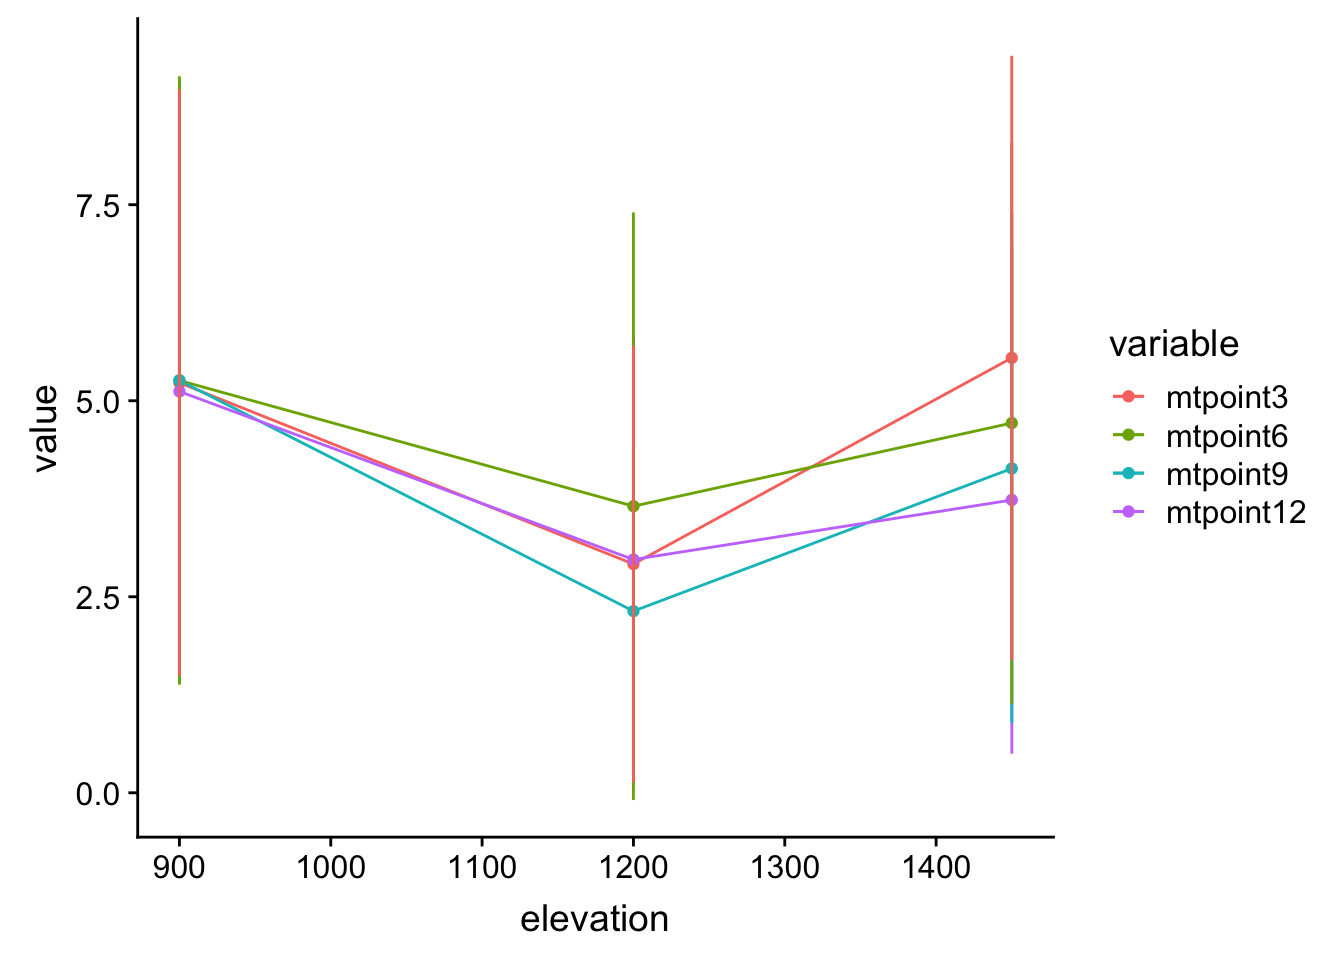 7.5
5.0
2.5
0.0
value
900 1000 1100 1200 1300 1400
elevation
variable
mtpoint3
mtpoint6
mtpoint9
mtpoint12